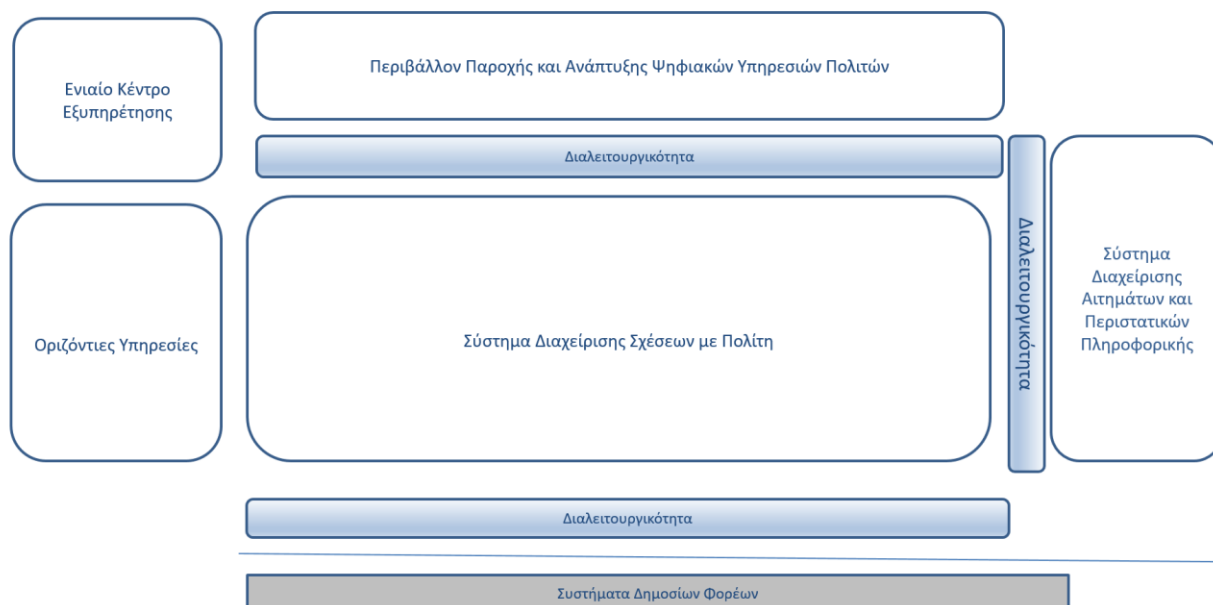 Ενιαίο Κέντρο
Εξυπηρέτησης
Περιβάλλον Παροχής και Ανάπτυξης Ψηφιακών Υπηρεσιών Πολιτών
Διαλειτουργικότητα
Οριζόντιες Υπηρεσίες
Σύστημα Διαχείρισης Σχέσεων με Πολίτη
Διαλειτουργικότητα
Σύστημα
Διαχείρισης
Αιτημάτων και
Περιστατικών
Πληροφορικής
Διαλειτουργικότητα
Συστήματα Δημοσίων Φορέων